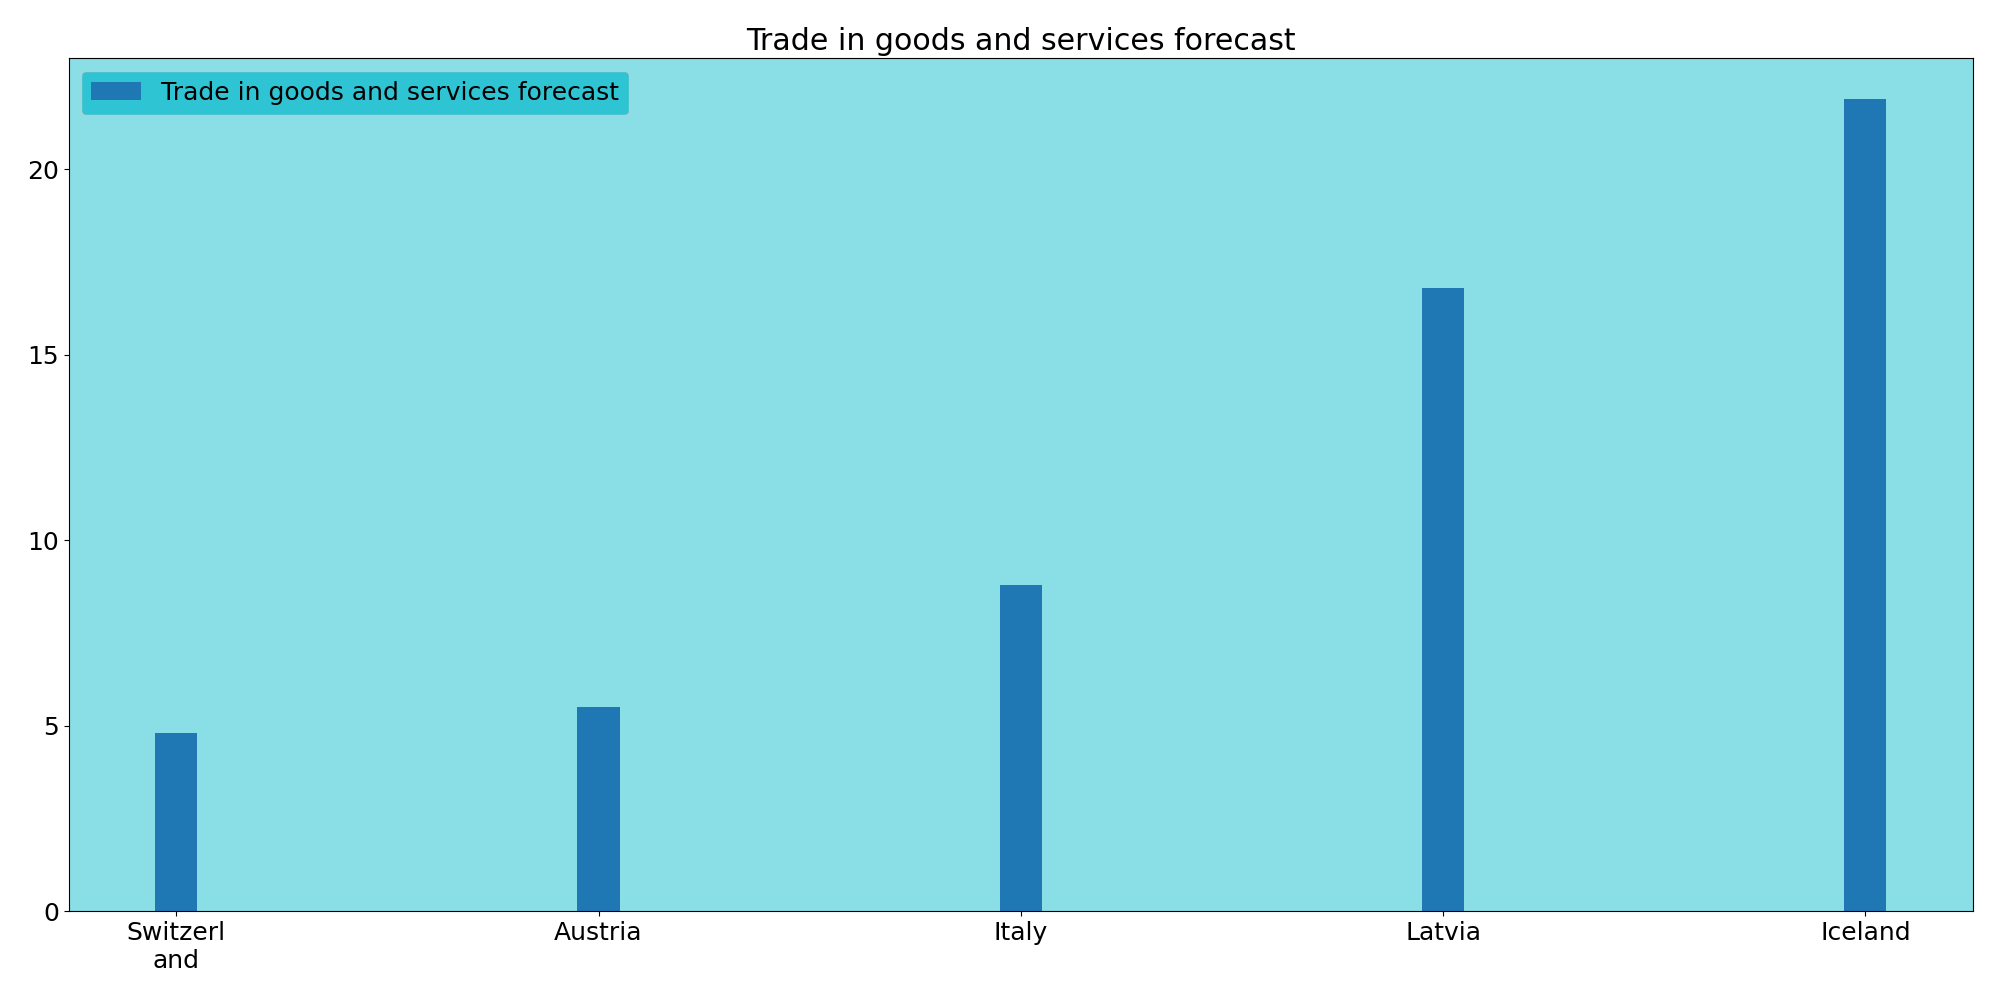 Trade in goods and services forecast
Trade in goods and services forecast
20
15
10
5
0
Switzerl
and
Austria
Italy
Latvia
Iceland